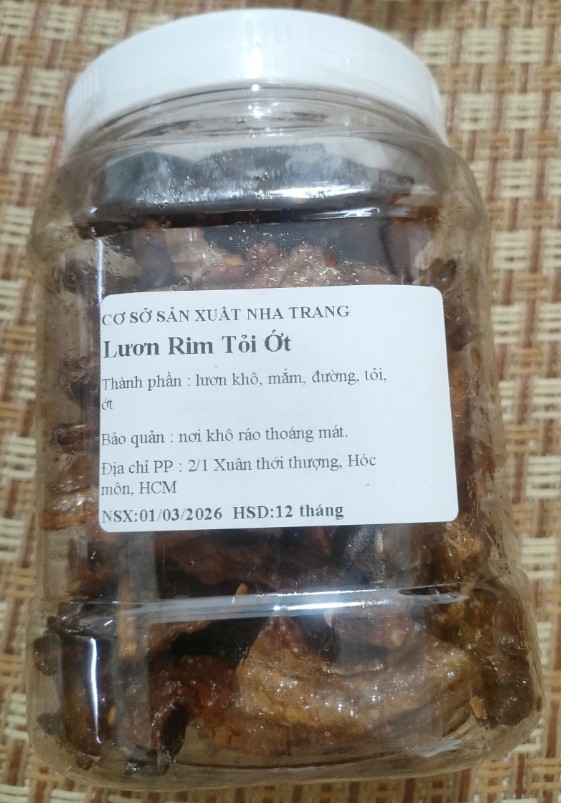 CƠ SỞ SẢN XUẤT NHA TRANG
Lươn Rim Tỏi Ớt
Thành phần : lươn khô, mắm, đường, tỏi,
ớt
Bảo quản : nơi khô ráo thoáng mát.
Địa chỉ PP : 2/1 Xuân thới thượng, Hóc
môn, HCM
NSX:01/03/2026 HSD:12 tháng